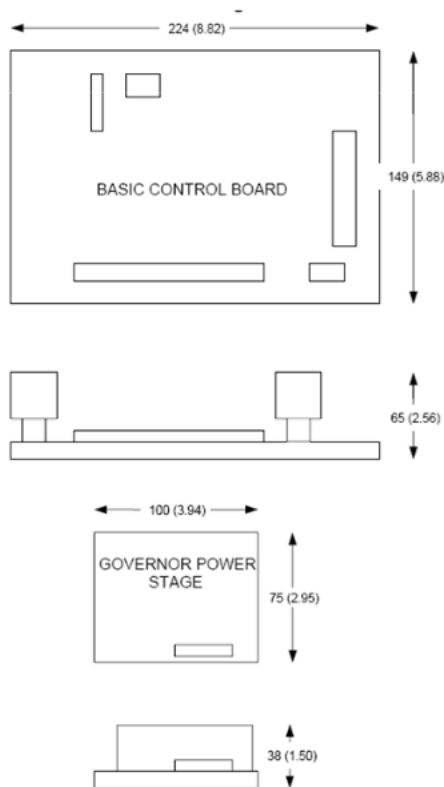 224 (8.82)
BASIC CONTROL BOARD
149 (5.88)
65 (2.56)
100 (3.94)
GOVERNOR POWER
STAGE
75 (2.95)
38 (1.50)